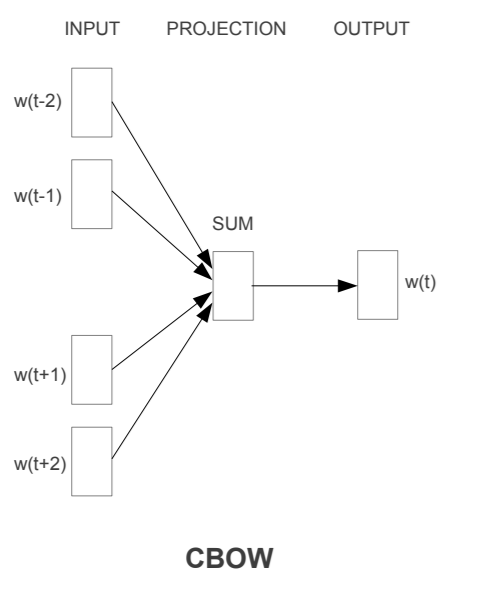 INPUT PROJECTION OUTPUT
w(t-2)
w(t-1)
SUM
w(t)
w(t+1)
w(t+2)
CBOW